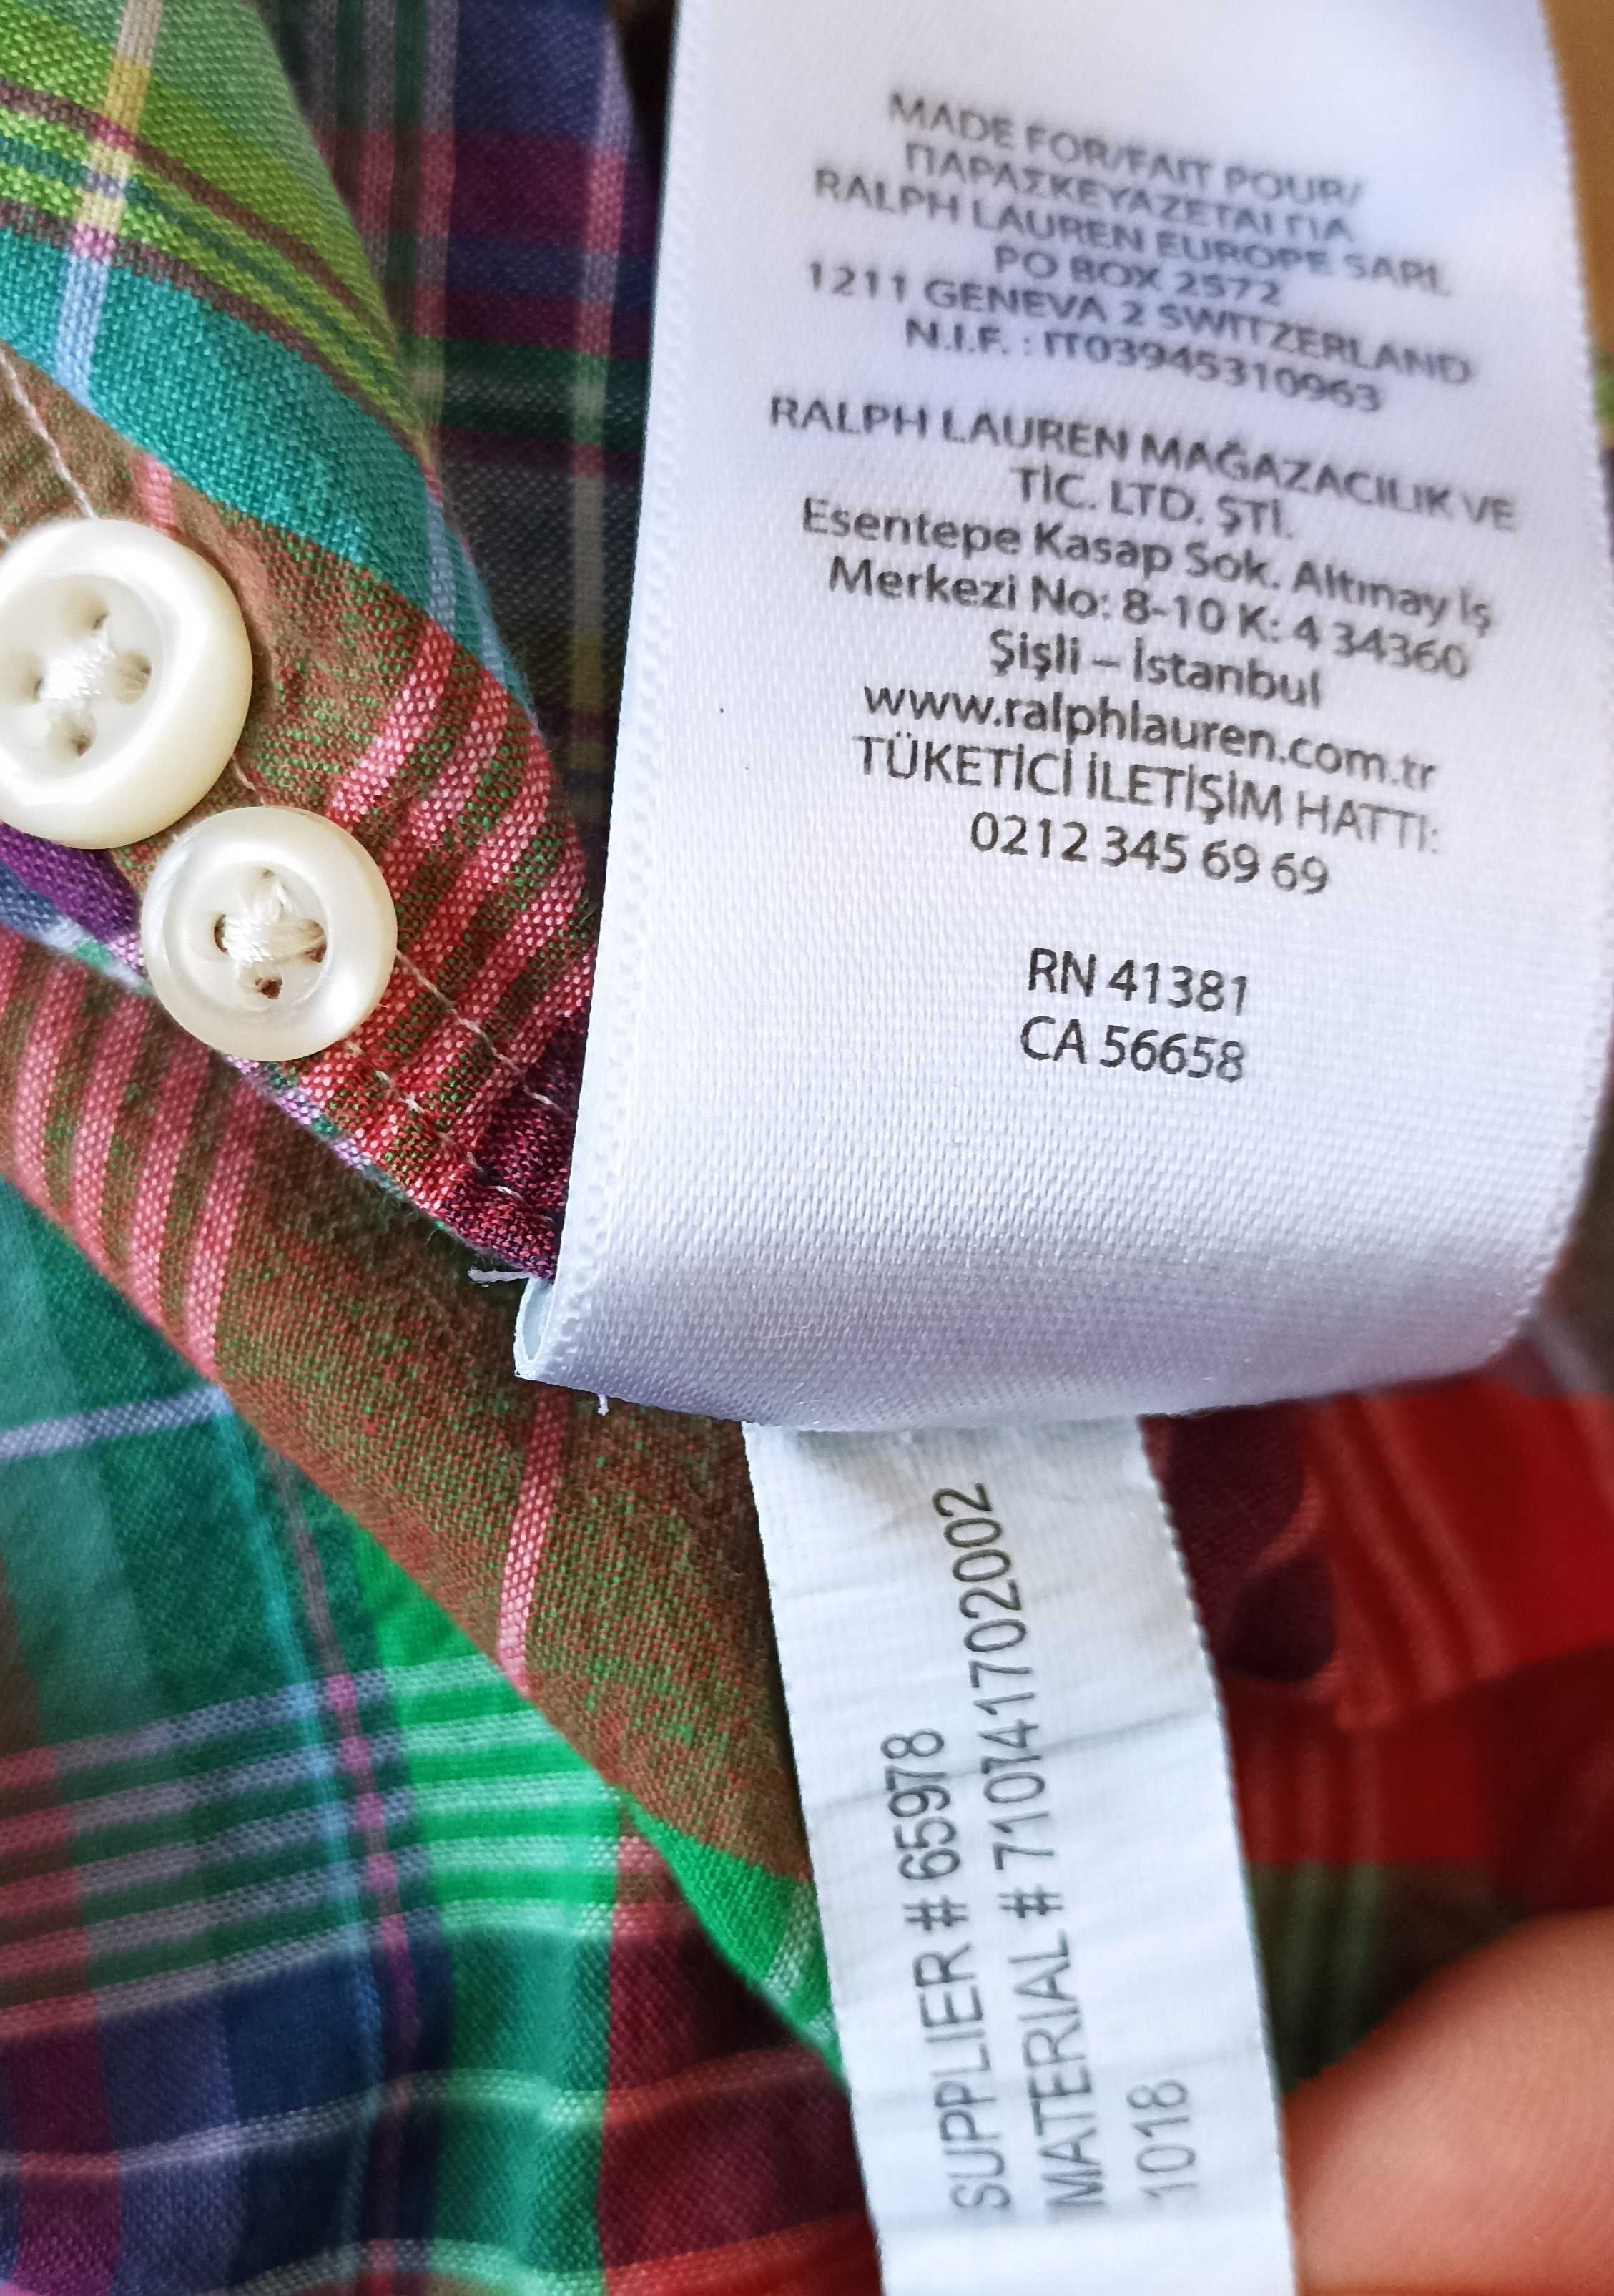 MADE FOR/FAIT POUR/
ΠΑΡΑΣΚΕΥΑΖΕΤΑΙ ΓΙΑ
RALPH LAUREN EUROPE SARL
PO BOX 2572
1211 GENEVA 2 SWITZERLAND
N.I.F. : IT03945310963
RALPH LAUREN MAĞAZACILIK VE
TİC. LTD. ŞTİ.
Esentepe Kasap Sok. Altınay İş
Merkezi No: 8-10 K: 4 34360
Şişli – İstanbul
www.ralphlauren.com.tr
TÜKETİCİ İLETİŞİM HATTI:
0212 345 69 69
RN 41381
CA 56658
SUPPLIER # 65978
MATERIAL # 710741702002
1018